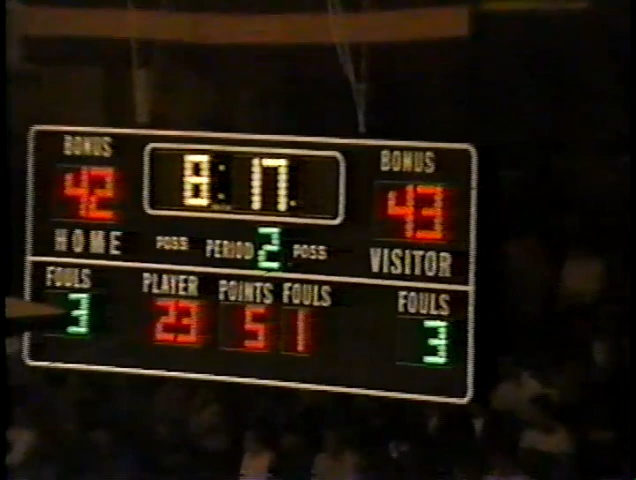 BONUS BONUS
42 8:17 43
HOME POSS PERIOD 2 POSS VISITOR
FOULS PLAYER POINTS FOULS FOULS
3 23 5 1 3